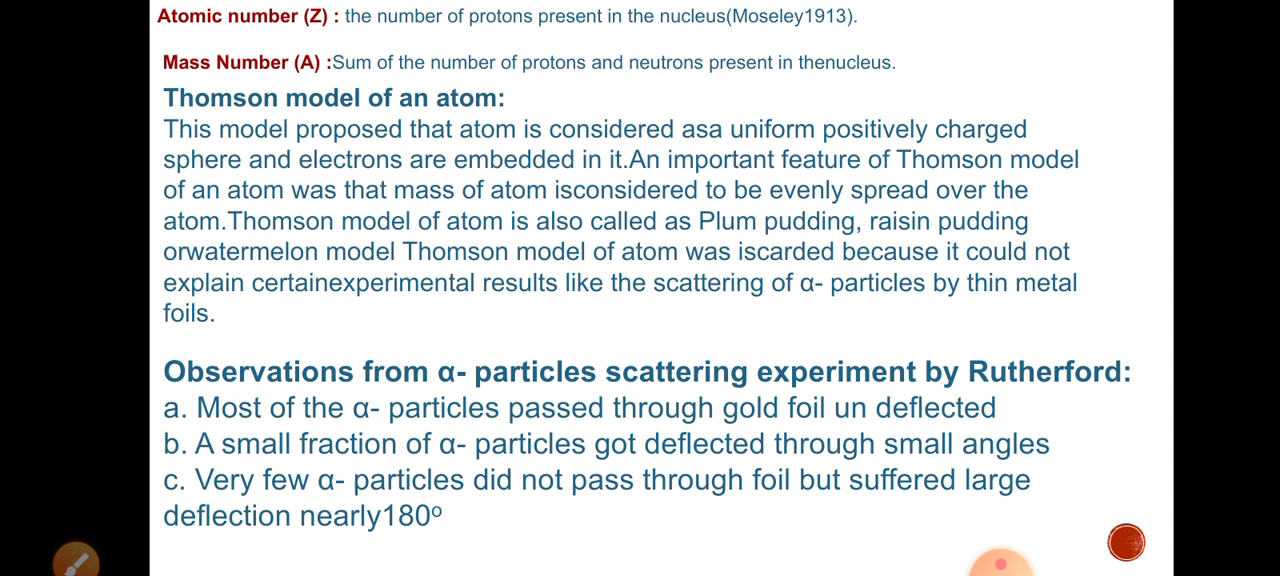 Atomic number (Z) : the number of protons present in the nucleus(Moseley1913).
Mass Number (A) :Sum of the number of protons and neutrons present in thenucleus.
Thomson model of an atom:
This model proposed that atom is considered asa uniform positively charged
sphere and electrons are embedded in it.An important feature of Thomson model
of an atom was that mass of atom isconsidered to be evenly spread over the
atom.Thomson model of atom is also called as Plum pudding, raisin pudding
orwatermelon model Thomson model of atom was iscarded because it could not
explain certainexperimental results like the scattering of α- particles by thin metal
foils.
Observations from α- particles scattering experiment by Rutherford:
a. Most of the α- particles passed through gold foil un deflected
b. A small fraction of α- particles got deflected through small angles
c. Very few α- particles did not pass through foil but suffered large
deflection nearly180º